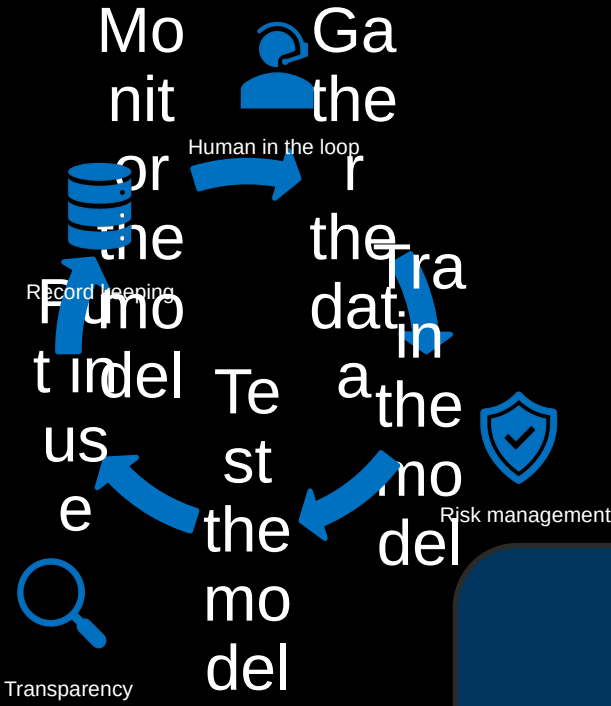 Mo
nit
or
the
mo
del
Ga
the
r
the
dat
a
Human in the loop
Tra
in
the
mo
del
Record keeping
Pu
t in
us
e
Te
st
the
mo
del
Risk management
Transparency